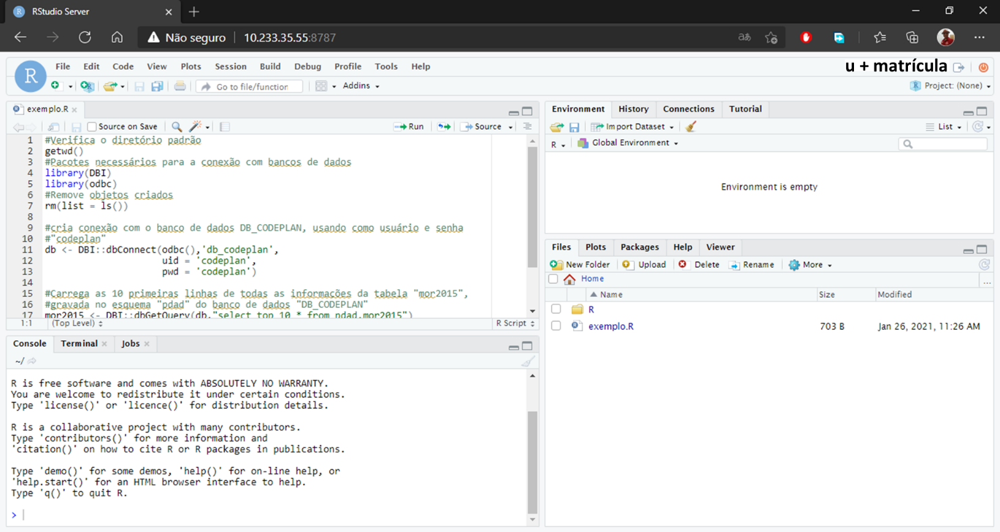 RStudio Server
Não seguro
10.233.35.55:8787
File Edit Code View Plots Session Build Debug Profile Tools Help
u + matrícula
Go to file/function
Addins
Project: (None)
exemplo.R
Source on Save
Run
Source
1 #Verifica o diretório padrão
2 getwd()
3 #Pacotes necessários para a conexão com bancos de dados
4 library(DBI)
5 library(odbc)
6 #Remove objetos criados
7 rm(list = ls())
8
9 #cria conexão com o banco de dados DB_CODEPLAN, usando como usuário e senha
10 #"codeplan"
11 db <- DBI::dbConnect(odbc(),'db_codeplan',
12 uid = 'codeplan',
13 pwd = 'codeplan')
14
15 #Carrega as 10 primeiras linhas de todas as informações da tabela "mor2015",
16 #gravada no esquema "pdad" do banco de dados "DB_CODEPLAN"
17 mor2015 <- DBI::dbGetQuery(db,"select top 10 * from pdad.mor2015")
1:1 (Top Level) R Script
Console Terminal Jobs
~/
R is free software and comes with ABSOLUTELY NO WARRANTY.
You are welcome to redistribute it under certain conditions.
Type 'license()' or 'licence()' for distribution details.
R is a collaborative project with many contributors.
Type 'contributors()' for more information and
'citation()' on how to cite R or R packages in publications.
Type 'demo()' for some demos, 'help()' for on-line help, or
'help.start()' for an HTML browser interface to help.
Type 'q()' to quit R.
>
Environment History Connections Tutorial
Import Dataset
List
R Global Environment
Environment is empty
Files Plots Packages Help Viewer
New Folder Upload Delete Rename More
Home ...
Name Size Modified
R
exemplo.R 703 B Jan 26, 2021, 11:26 AM